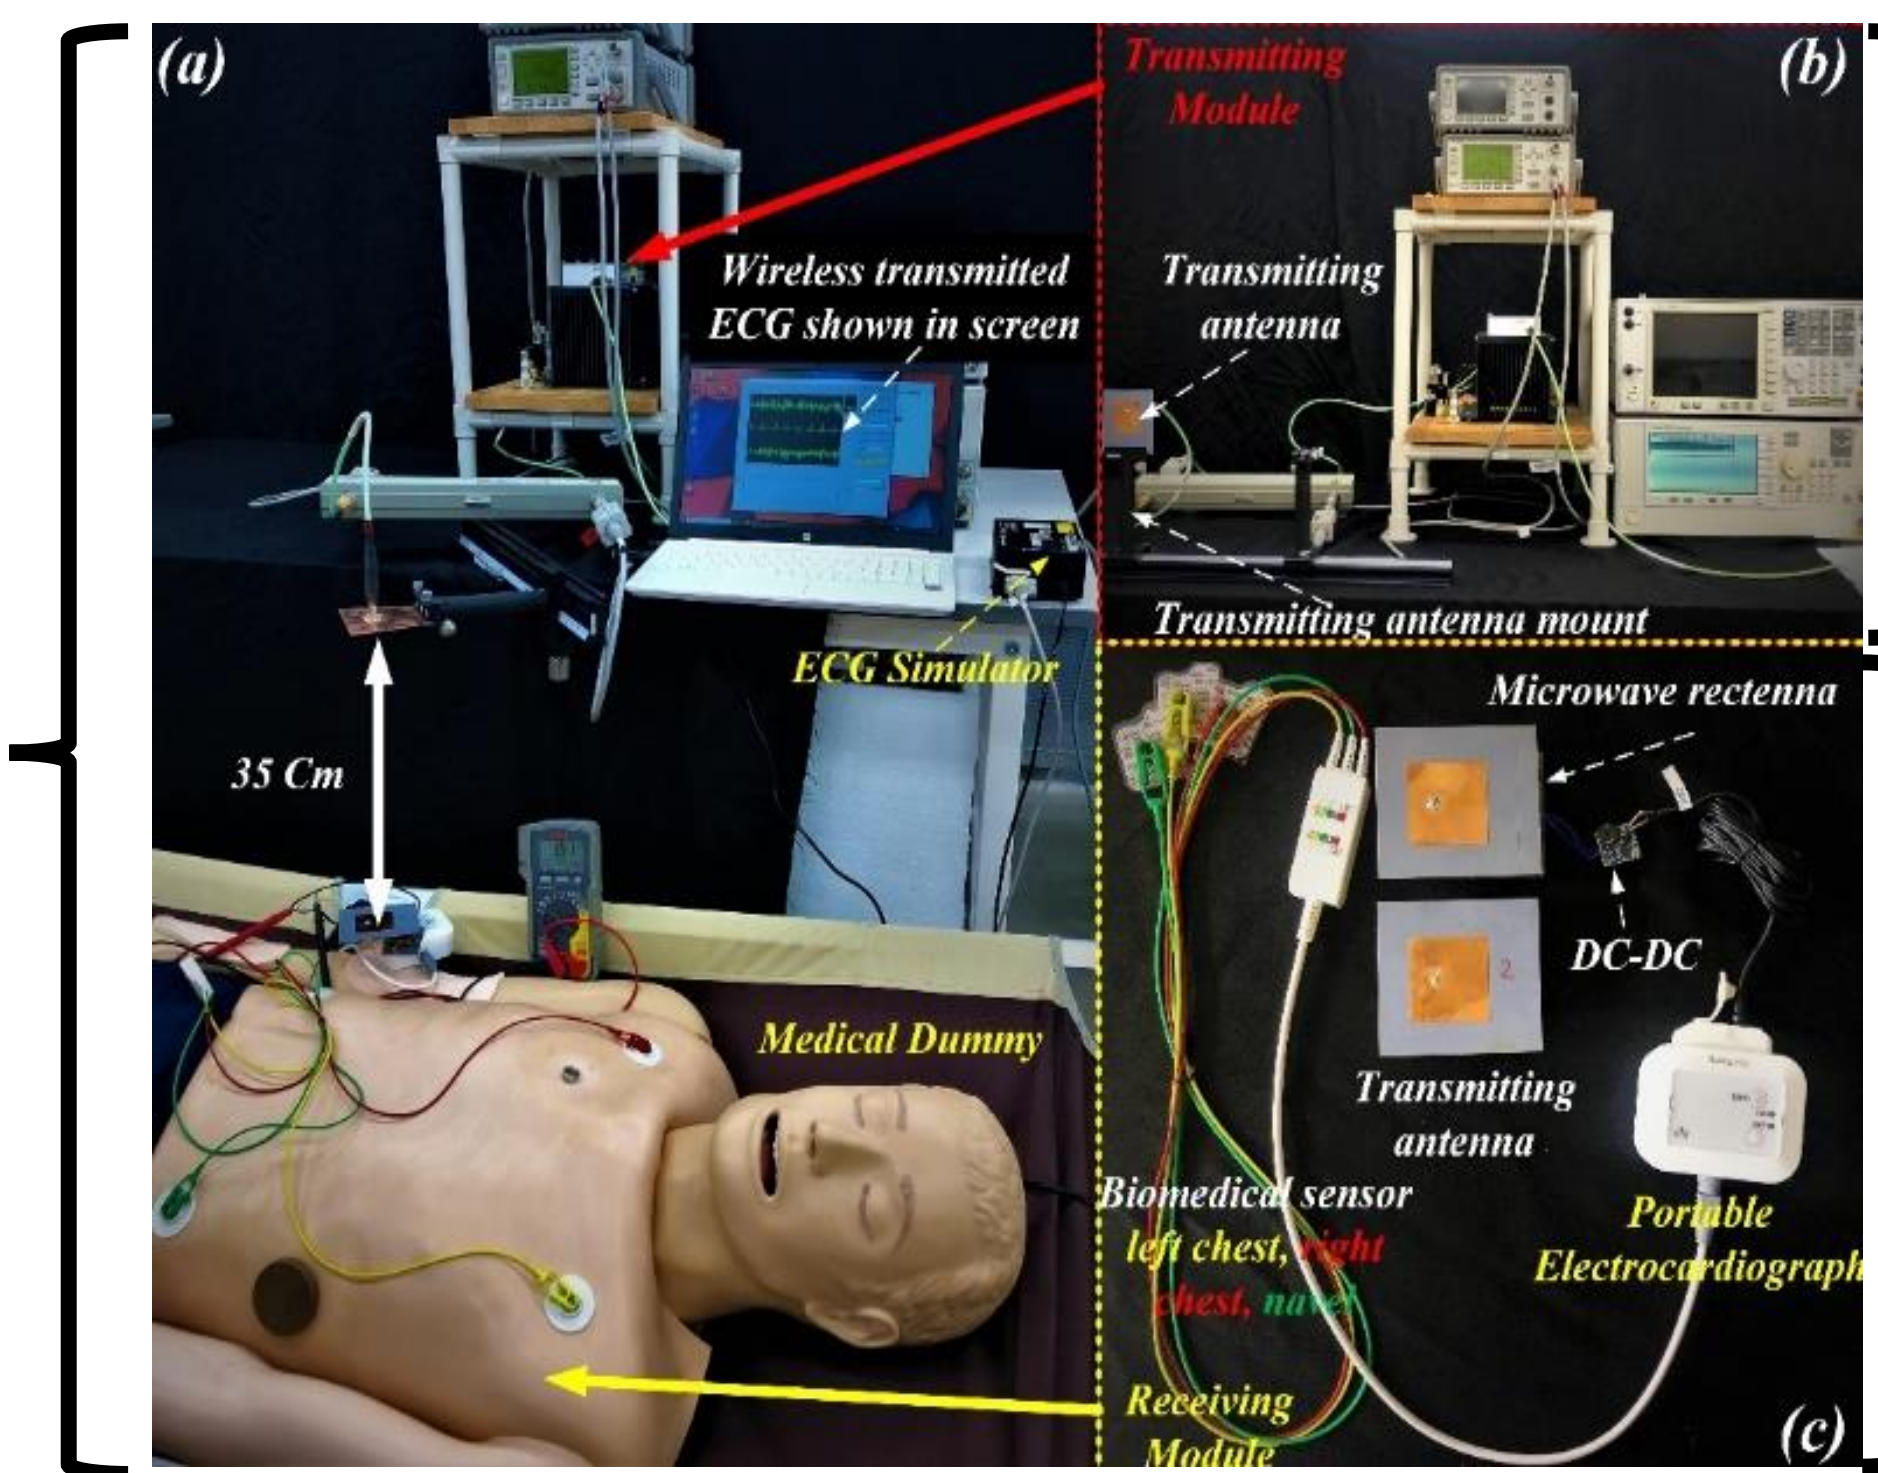 (a)
Transmitting
Module
(b)
Wireless transmitted
ECG shown in screen
Transmitting
antenna
Transmitting antenna mount
ECG Simulator
35 Cm
Medical Dummy
Microwave rectenna
2
DC-DC
Transmitting
antenna
Biomedical sensor
left chest, right
chest, navel
Portable
Electrocardiograph
Receiving
Module
(c)